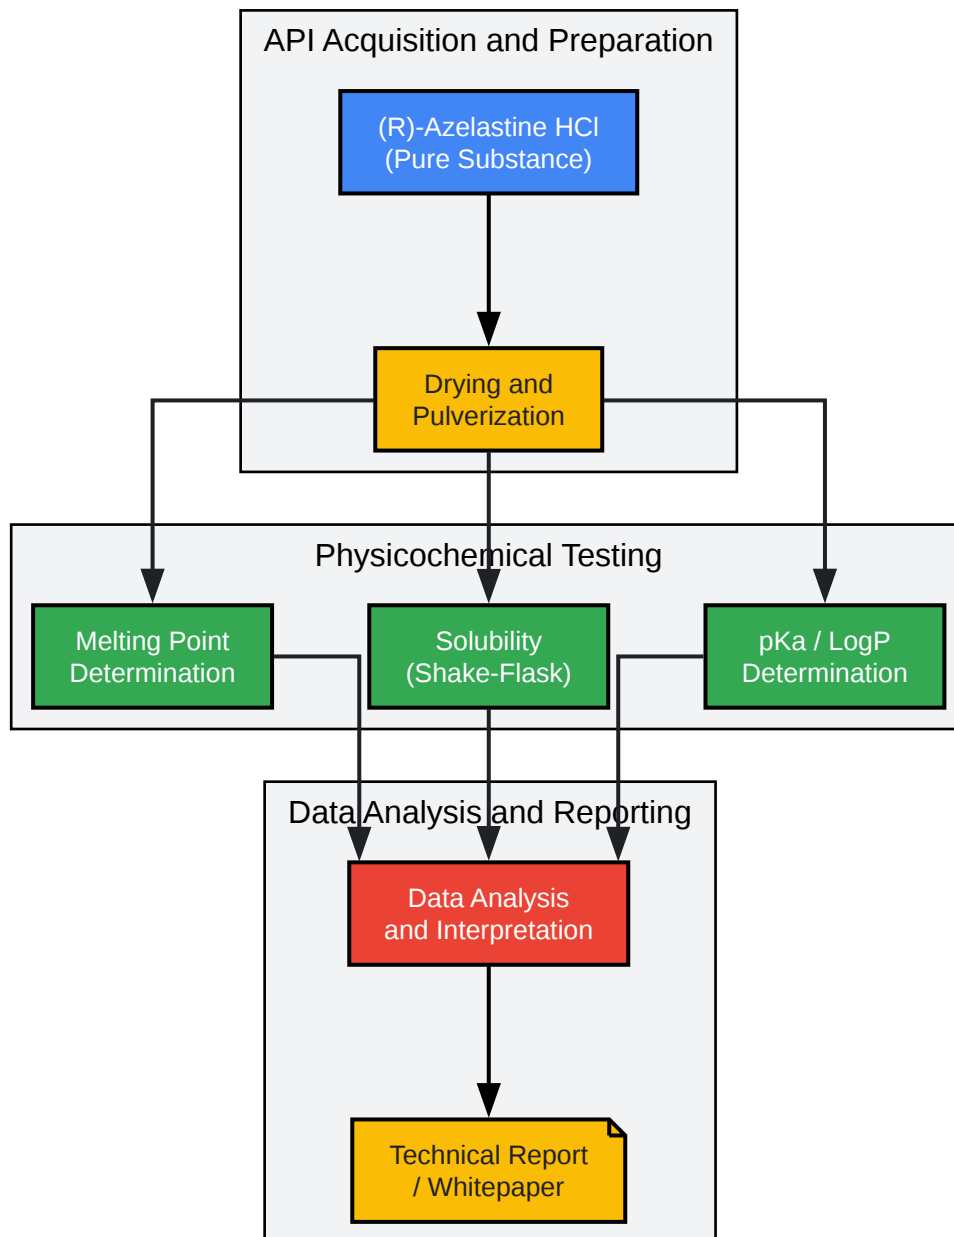 API Acquisition and Preparation
(R)-Azelastine HCl
(Pure Substance)
Drying and
Pulverization
Physicochemical Testing
Melting Point
Determination
Solubility
(Shake-Flask)
pKa / LogP
Determination
Data Analysis and Reporting
Data Analysis
and Interpretation
Technical Report
/ Whitepaper